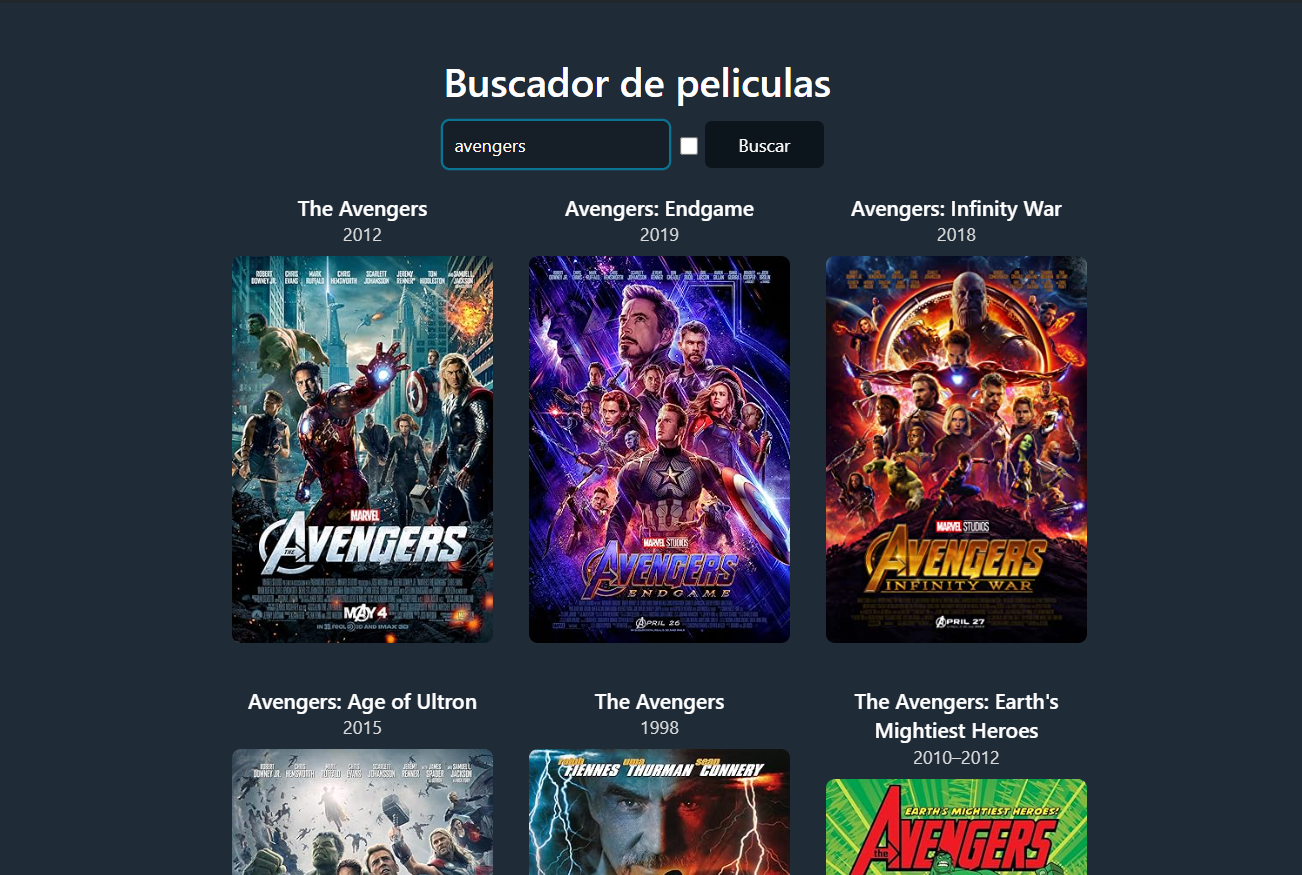 Buscador de peliculas
avengers
Buscar
The Avengers
2012
Avengers: Endgame
2019
Avengers: Infinity War
2018
ROBERT DOWNEY JR. CHRIS EVANS MARK RUFFALO CHRIS HEMSWORTH SCARLETT JOHANSSON JEREMY RENNER TOM HIDDLESTON AND SAMUEL L. JACKSON
MARVEL
THE AVENGERS
MAY 4
MARVEL STUDIOS
AVENGERS
ENDGAME
APRIL 26
MARVEL STUDIOS
AVENGERS
INFINITY WAR
APRIL 27
Avengers: Age of Ultron
2015
The Avengers
1998
The Avengers: Earth's
Mightiest Heroes
2010–2012
ROBERT DOWNEY JR. CHRIS HEMSWORTH MARK RUFFALO CHRIS EVANS SCARLETT JOHANSSON JEREMY RENNER JAMES SPADER SAMUEL L. JACKSON
ralph FIENNES uma THURMAN sean CONNERY
EARTH'S MIGHTIEST HEROES!
the AVENGERS